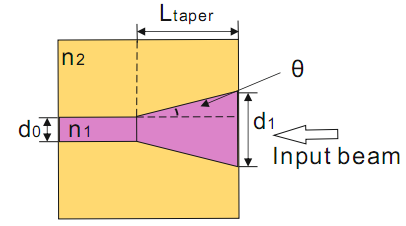 Ltaper
n2
θ
d0
n1
d1
Input beam